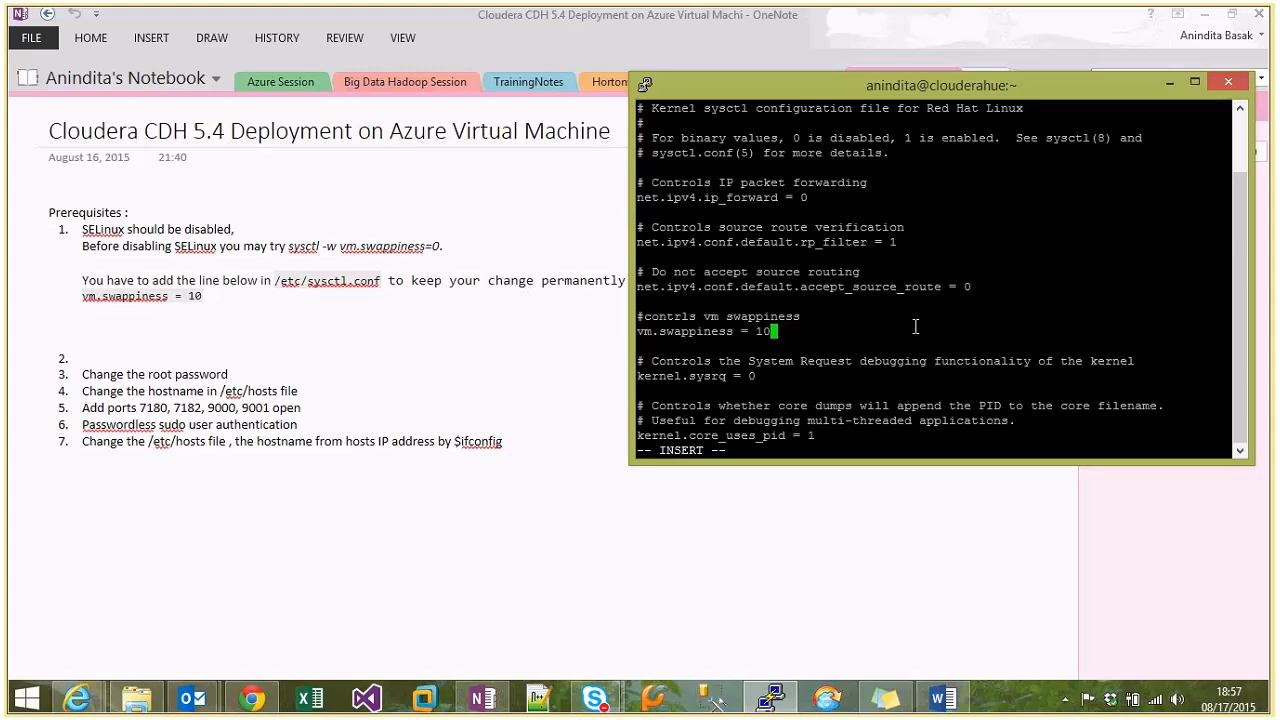 Cloudera CDH 5.4 Deployment on Azure Virtual Machi - OneNote
FILE HOME INSERT DRAW HISTORY REVIEW VIEW
Anindita Basak
Anindita's Notebook
Azure Session
Big Data Hadoop Session
TrainingNotes
Horton
Cloudera CDH 5.4 Deployment on Azure Virtual Machine
August 16, 2015 21:40
Prerequisites :
1. SELinux should be disabled,
Before disabling SELinux you may try sysctl -w vm.swappiness=0.
You have to add the line below in /etc/sysctl.conf to keep your change permanently
vm.swappiness = 10
2.
3. Change the root password
4. Change the hostname in /etc/hosts file
5. Add ports 7180, 7182, 9000, 9001 open
6. Passwordless sudo user authentication
7. Change the /etc/hosts file , the hostname from hosts IP address by $ifconfig
anindita@clouderahue:~
# Kernel sysctl configuration file for Red Hat Linux
#
# For binary values, 0 is disabled, 1 is enabled.  See sysctl(8) and
# sysctl.conf(5) for more details.
# Controls IP packet forwarding
net.ipv4.ip_forward = 0
# Controls source route verification
net.ipv4.conf.default.rp_filter = 1
# Do not accept source routing
net.ipv4.conf.default.accept_source_route = 0
#contrls vm swappiness
vm.swappiness = 10
# Controls the System Request debugging functionality of the kernel
kernel.sysrq = 0
# Controls whether core dumps will append the PID to the core filename.
# Useful for debugging multi-threaded applications.
kernel.core_uses_pid = 1
-- INSERT --
18:57
08/17/2015